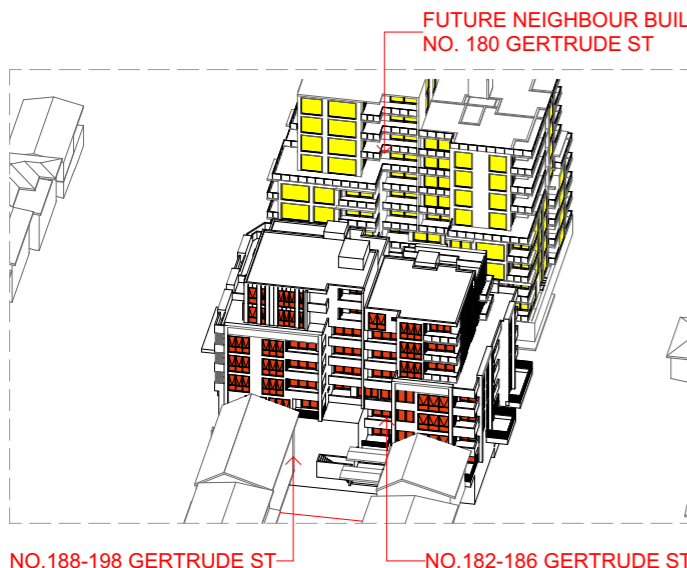 FUTURE NEIGHBOUR BUIL
NO. 180 GERTRUDE ST
NO.188-198 GERTRUDE ST
NO.182-186 GERTRUDE ST